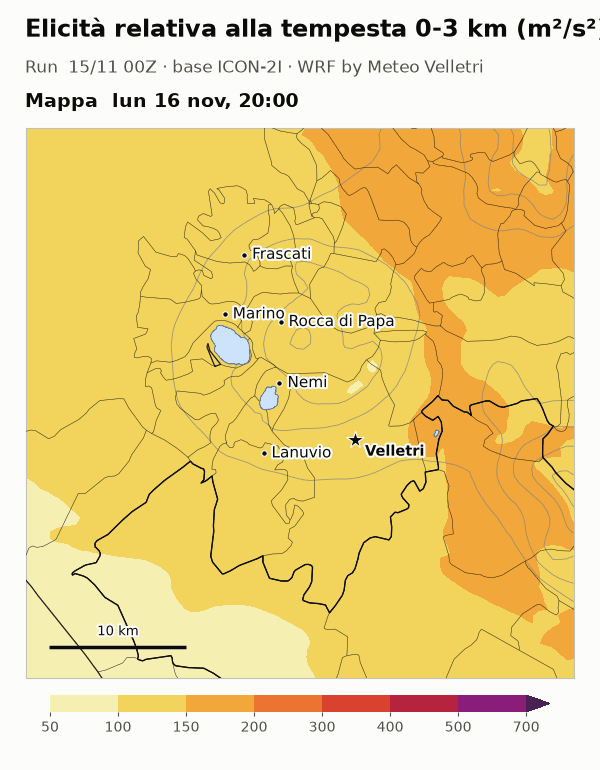 Elicità relativa alla tempesta 0-3 km (m²/s²)
Run 15/11 00Z · base ICON-2I · WRF by Meteo Velletri
Mappa lun 16 nov, 20:00
Frascati
Marino
Rocca di Papa
Nemi
Lanuvio
Velletri
10 km
50 100 150 200 300 400 500 700